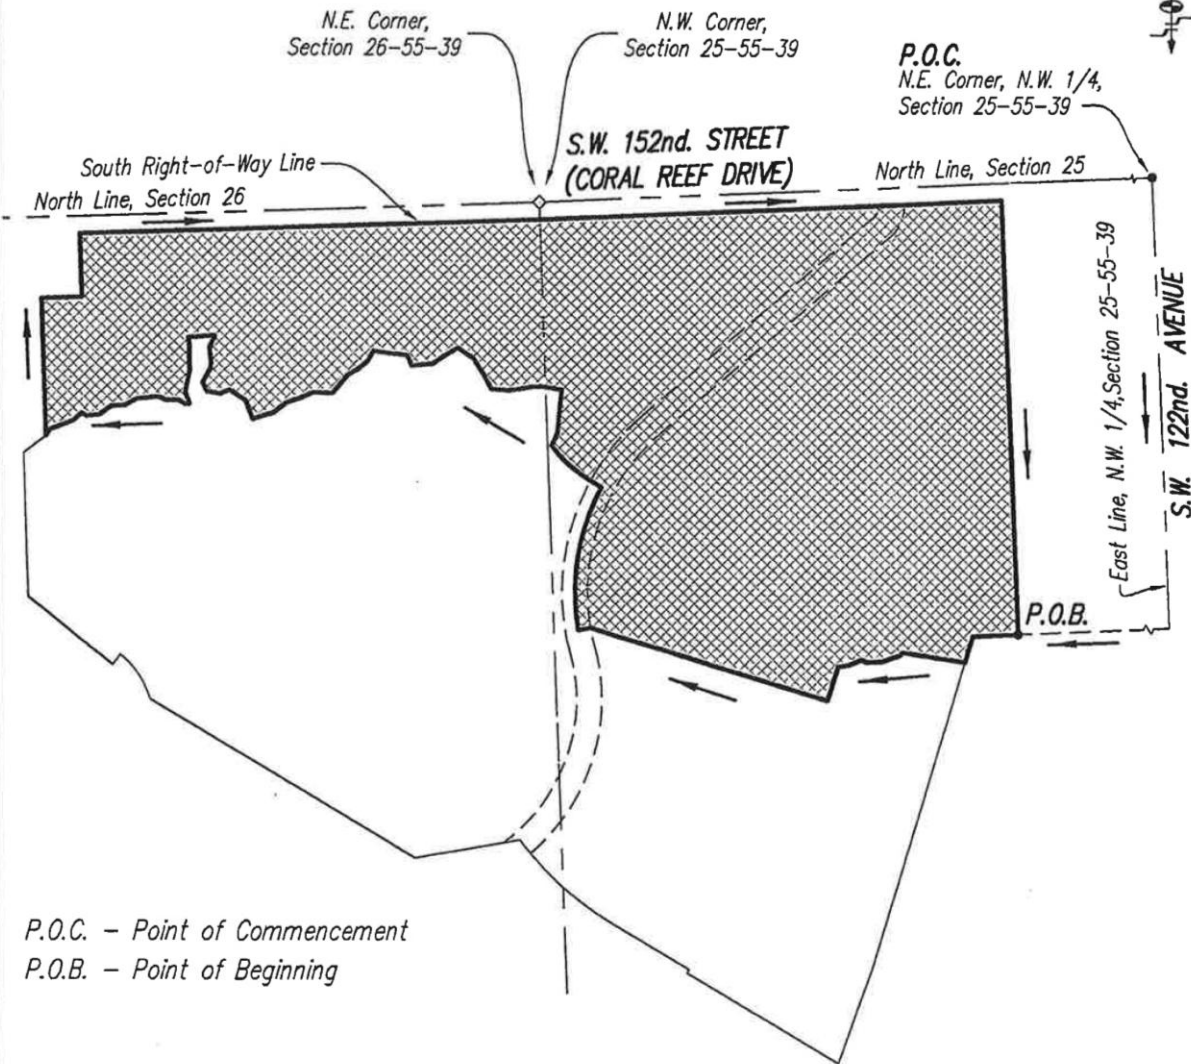 N.E. Corner,
Section 26-55-39
N.W. Corner,
Section 25-55-39
P.O.C.
N.E. Corner, N.W. 1/4,
Section 25-55-39
S.W. 152nd. STREET
(CORAL REEF DRIVE)
South Right-of-Way Line
North Line, Section 26
North Line, Section 25
East Line, N.W. 1/4,Section 25-55-39
S.W. 122nd. AVENUE
P.O.B.
P.O.C. - Point of Commencement
P.O.B. - Point of Beginning